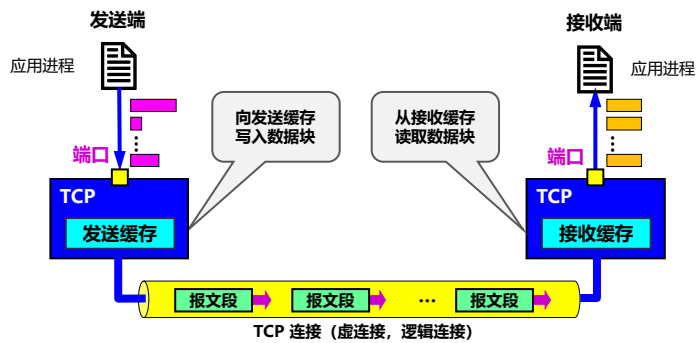 发送端
接收端
应用进程
应用进程
向发送缓存
写入数据块
从接收缓存
读取数据块
端口
端口
TCP
TCP
发送缓存
接收缓存
报文段
报文段
...
报文段
TCP 连接（虚连接，逻辑连接）